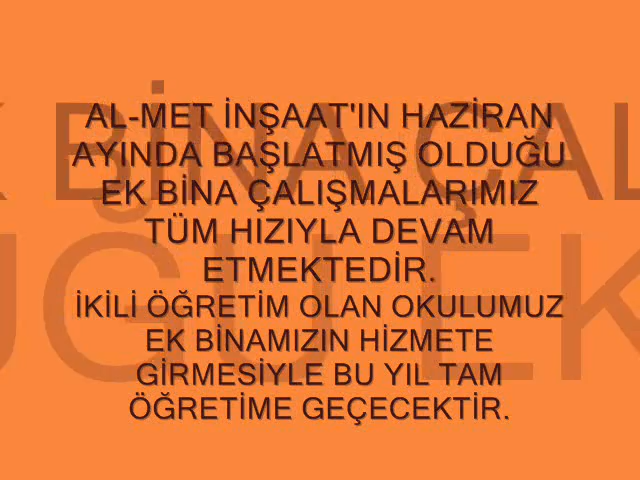 AL-MET İNŞAAT'IN HAZİRAN
AYINDA BAŞLATMIŞ OLDUĞU
EK BİNA ÇALIŞMALARIMIZ
TÜM HIZIYLA DEVAM
ETMEKTEDİR.
İKİLİ ÖĞRETİM OLAN OKULUMUZ
EK BİNAMIZIN HİZMETE
GİRMESİYLE BU YIL TAM
ÖĞRETİME GEÇECEKTİR.